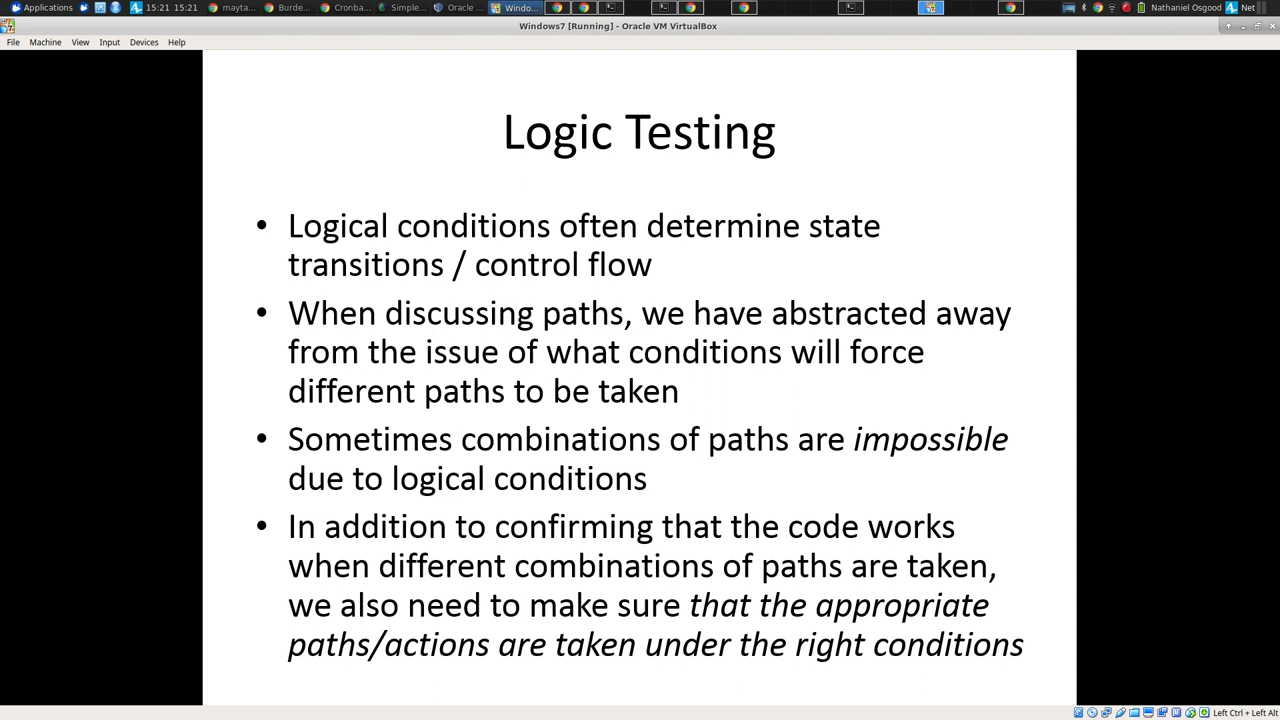 Applications 15:21 15:21 mayta... Burde... Cronba... Simple... Oracle ... Windo... Nathaniel Osgood Net
Windows7 [Running] - Oracle VM VirtualBox
File Machine View Input Devices Help
Logic Testing
• Logical conditions often determine state
transitions / control flow
• When discussing paths, we have abstracted away
from the issue of what conditions will force
different paths to be taken
• Sometimes combinations of paths are impossible
due to logical conditions
• In addition to confirming that the code works
when different combinations of paths are taken,
we also need to make sure that the appropriate
paths/actions are taken under the right conditions
Left Ctrl + Left Alt